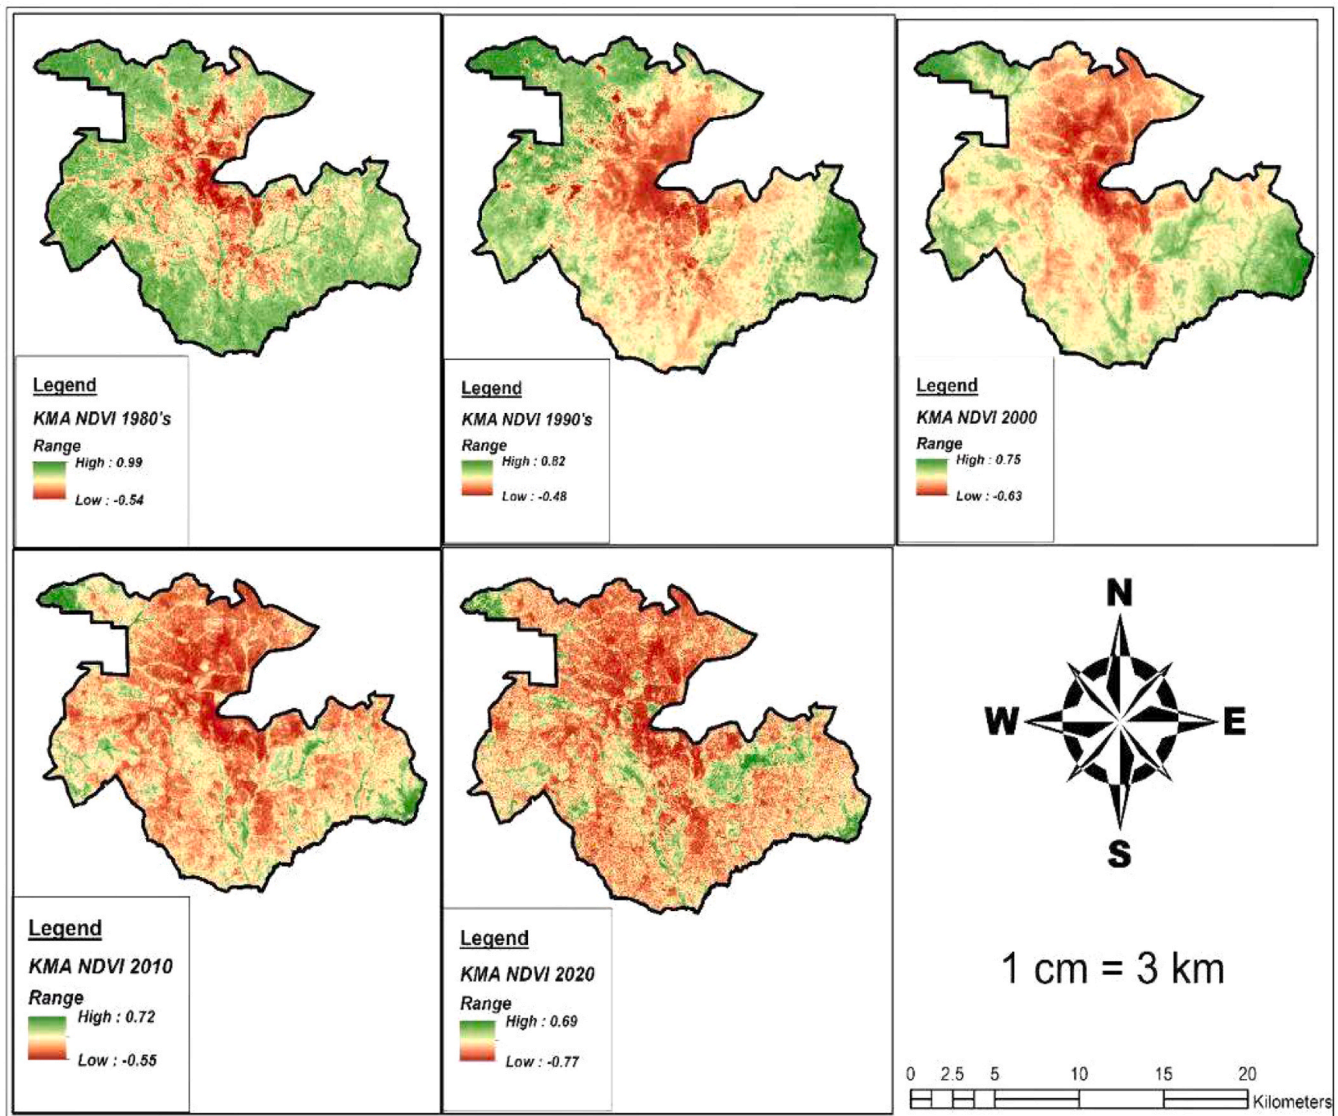 Legend
KMA NDVI 1980's
Range
High : 0.99
Low : -0.54
Legend
KMA NDVI 1990's
Range
High : 0.82
Low : -0.48
Legend
KMA NDVI 2000
Range
High : 0.75
Low : -0.63
Legend
KMA NDVI 2010
Range
High : 0.72
Low : -0.55
Legend
KMA NDVI 2020
Range
High : 0.69
Low : -0.77
N
W E
S
1 cm = 3 km
0 2.5 5 10 15 20
Kilometers